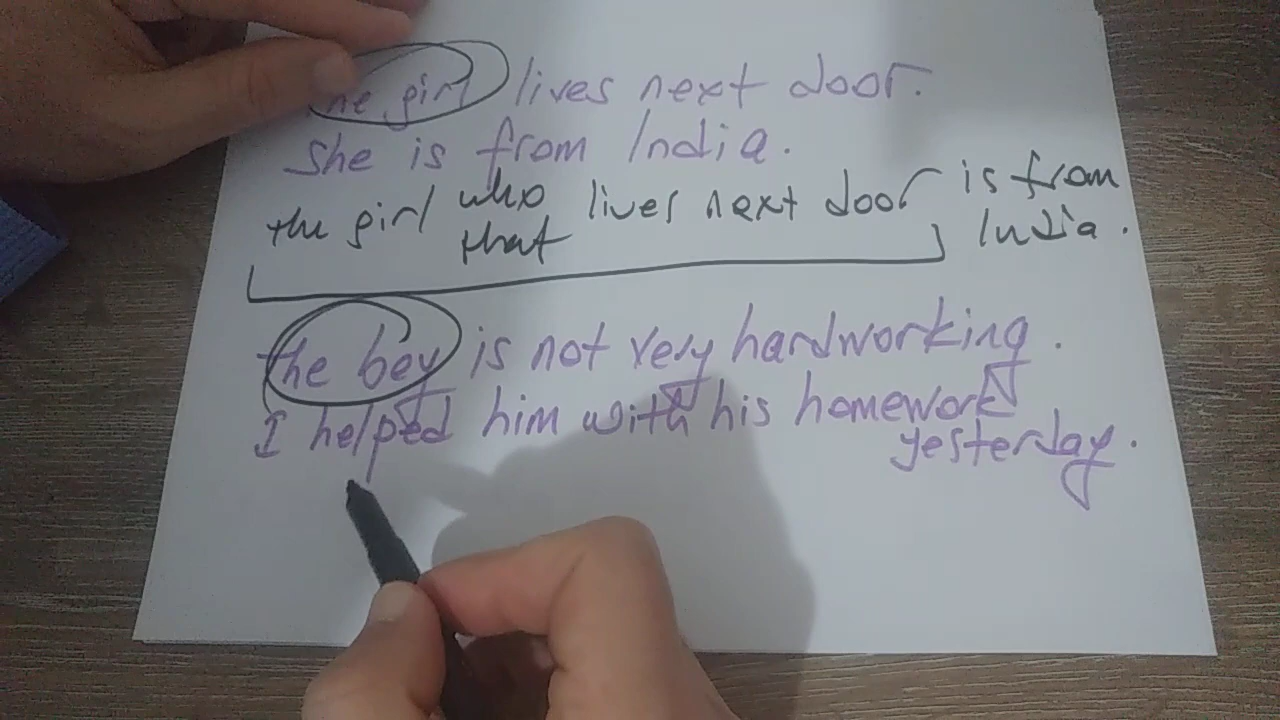 he girl lives next door.
She is from India.
the girl who lives next door is from
that India.
the boy is not very hardworking.
I helped him with his homework
yesterday.